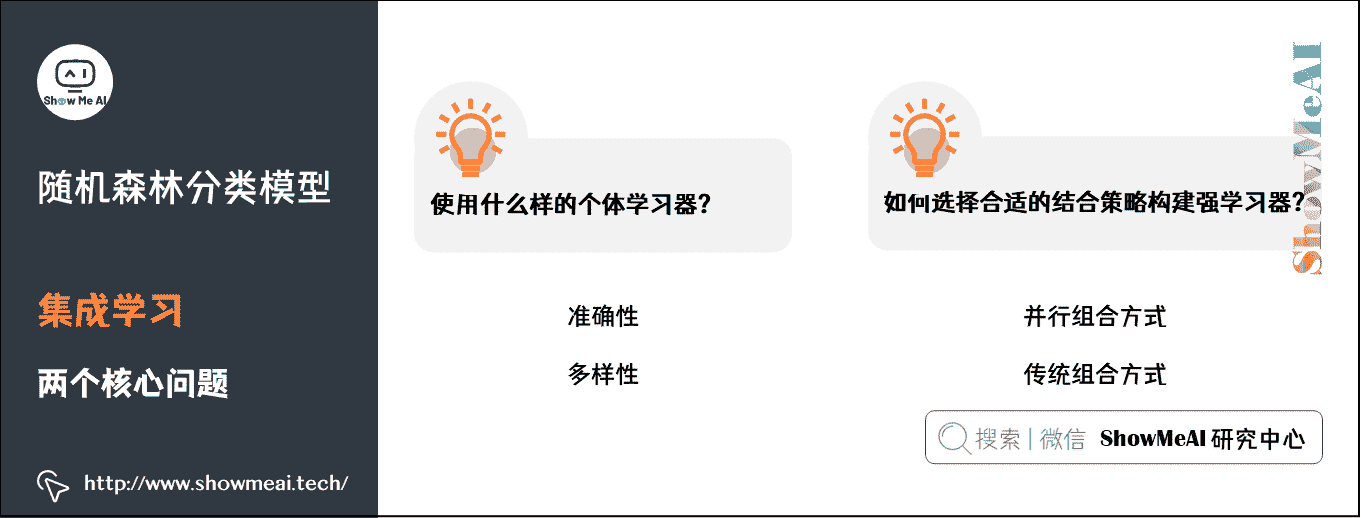 Show Me AI
随机森林分类模型
集成学习
两个核心问题
http://www.showmeai.tech/
使用什么样的个体学习器?
准确性
多样性
如何选择合适的结合策略构建强学习器?
并行组合方式
传统组合方式
搜索 | 微信 ShowMeAI 研究中心
ShowMeAI